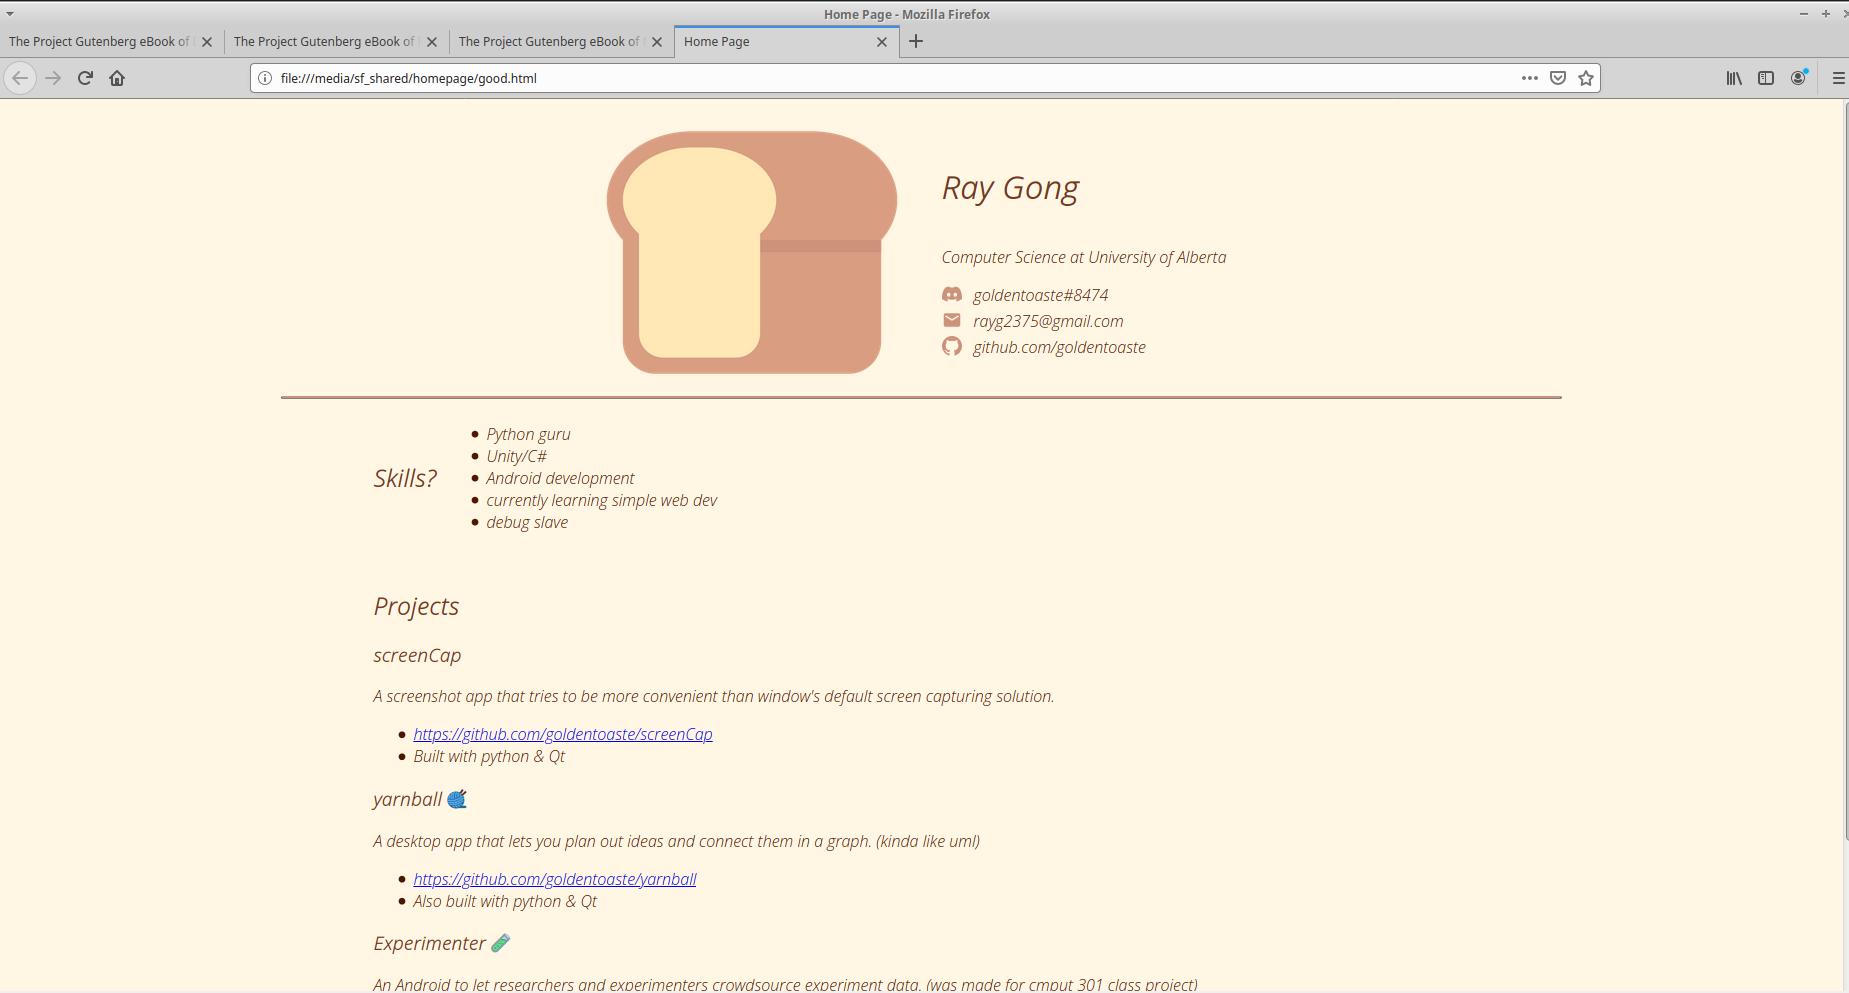 Home Page - Mozilla Firefox
The Project Gutenberg eBook of
The Project Gutenberg eBook of
The Project Gutenberg eBook of
Home Page
file:///media/sf_shared/homepage/good.html
Ray Gong
Computer Science at University of Alberta
goldentoaste#8474
rayg2375@gmail.com
github.com/goldentoaste
Skills?
Python guru
Unity/C#
Android development
currently learning simple web dev
debug slave
Projects
screenCap
A screenshot app that tries to be more convenient than window's default screen capturing solution.
https://github.com/goldentoaste/screenCap
Built with python & Qt
yarnball
A desktop app that lets you plan out ideas and connect them in a graph. (kinda like uml)
https://github.com/goldentoaste/yarnball
Also built with python & Qt
Experimenter
An Android to let researchers and experimenters crowdsource experiment data. (was made for cmput 301 class project)